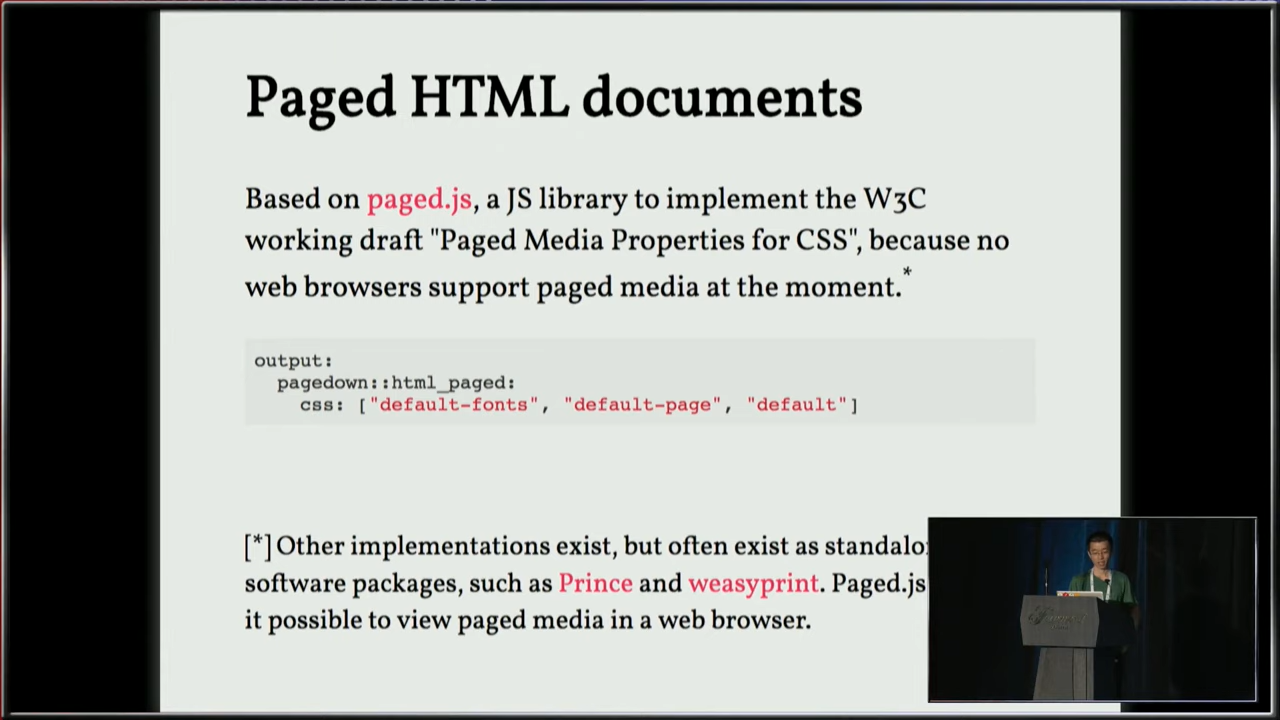 Paged HTML documents
Based on paged.js, a JS library to implement the W3C
working draft "Paged Media Properties for CSS", because no
web browsers support paged media at the moment.*
output:
pagedown::html_paged:
css: ["default-fonts", "default-page", "default"]
[*] Other implementations exist, but often exist as
software packages, such as Prince and weasyprint. Paged.js
it possible to view paged media in a web browser.